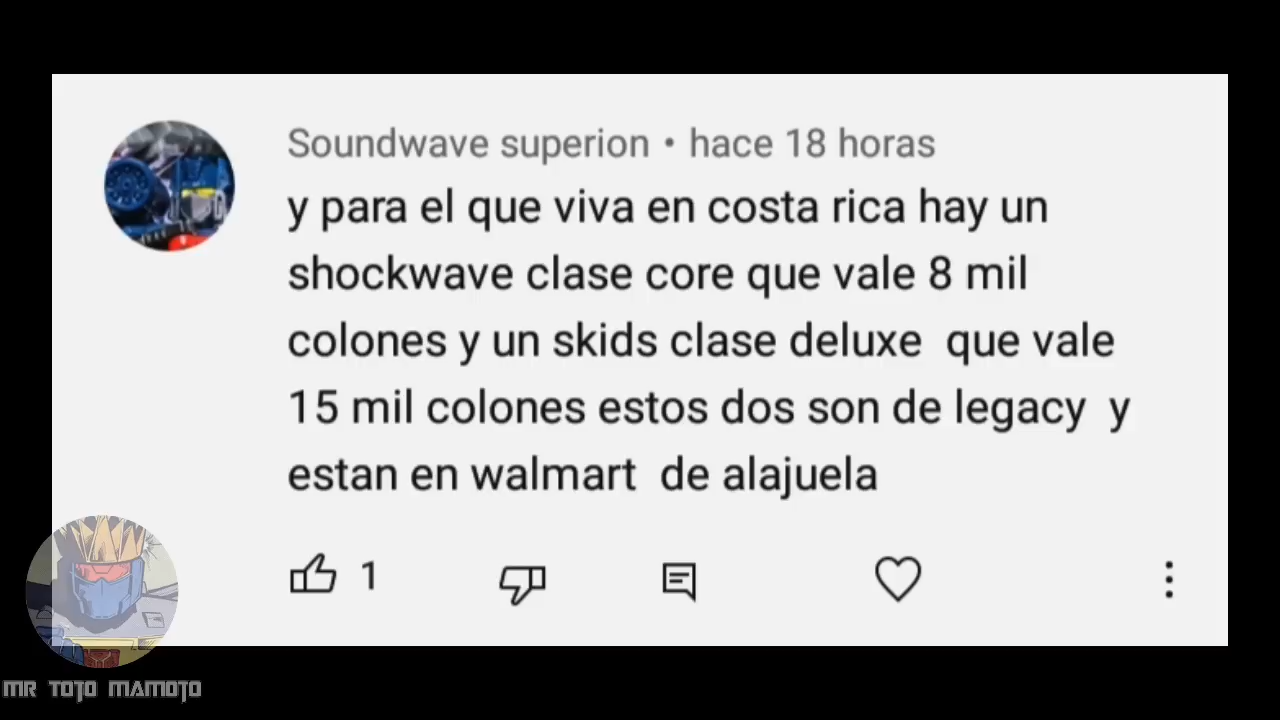 Soundwave superion • hace 18 horas
y para el que viva en costa rica hay un
shockwave clase core que vale 8 mil
colones y un skids clase deluxe  que vale
15 mil colones estos dos son de legacy  y
estan en walmart  de alajuela
1
MR TOTO MAMOTO